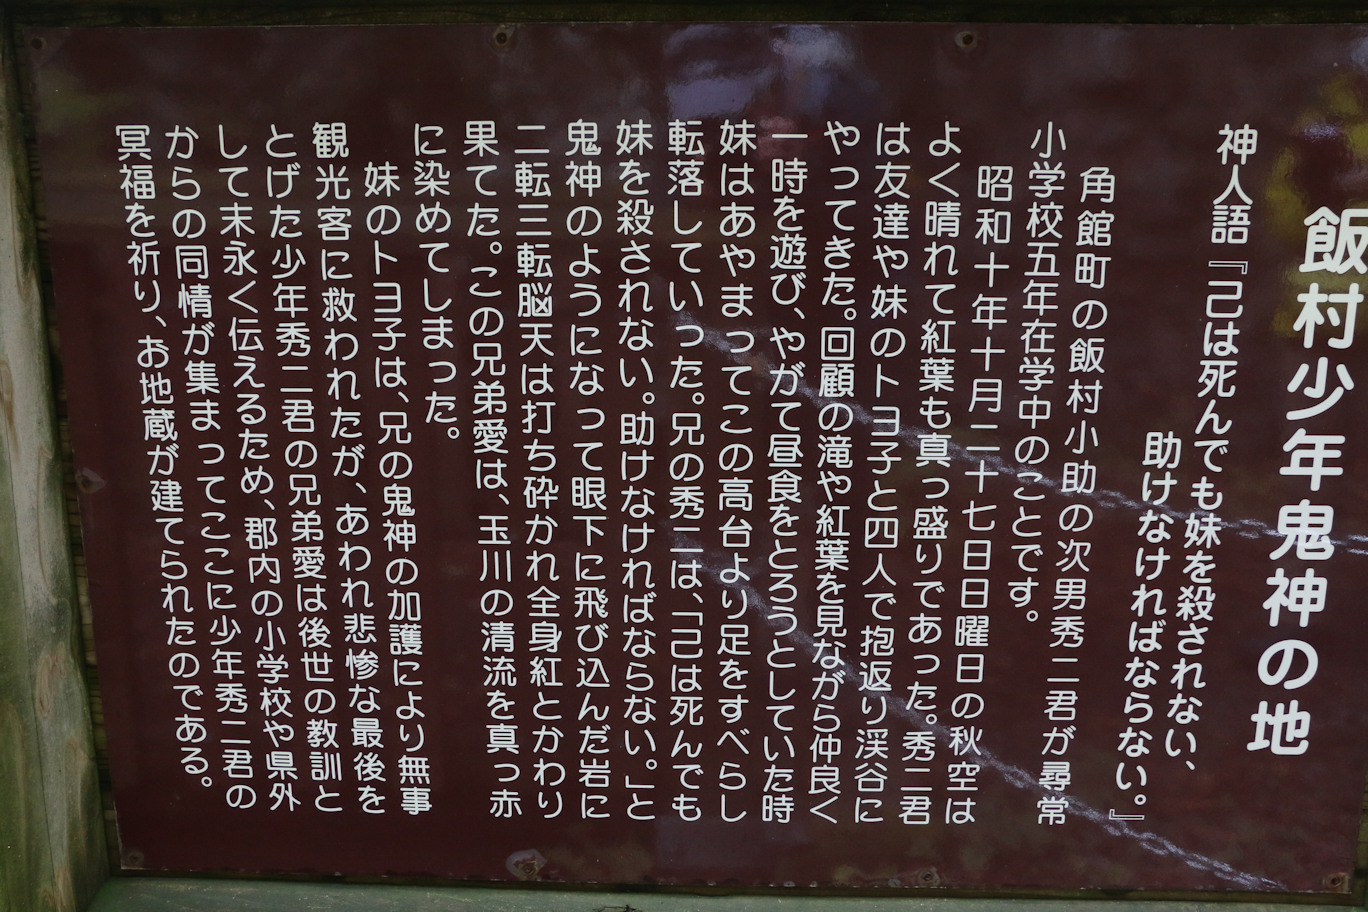 飯村少年鬼神の地
神人語『己は死んでも妹を殺されない、
助けなければならない。』
角館町の飯村小助の次男秀二君が尋常
小学校五年在学中のことです。
昭和十年十月二十七日日曜日の秋空は
よく晴れて紅葉も真っ盛りであった。秀二君
は友達や妹のトヨ子と四人で抱返り渓谷に
やってきた。回顧の滝や紅葉を見ながら仲良く
一時を遊び、やがて昼食をとろうとしていた時
妹はあやまってこの高台より足をすべらし
転落していった。兄の秀二は、「己は死んでも
妹を殺されない。助けなければならない。」と
鬼神のようになって眼下に飛び込んだ岩に
二転三転脳天は打ち砕かれ全身紅とかわり
果てた。この兄弟愛は、玉川の清流を真っ赤
に染めてしまった。
妹のトヨ子は、兄の鬼神の加護により無事
観光客に救われたが、あわれ悲惨な最後を
とげた少年秀二君の兄弟愛は後世の教訓と
して末永く伝えるため、郡内の小学校や県外
からの同情が集まってここに少年秀二君の
冥福を祈り、お地蔵が建てられたのである。